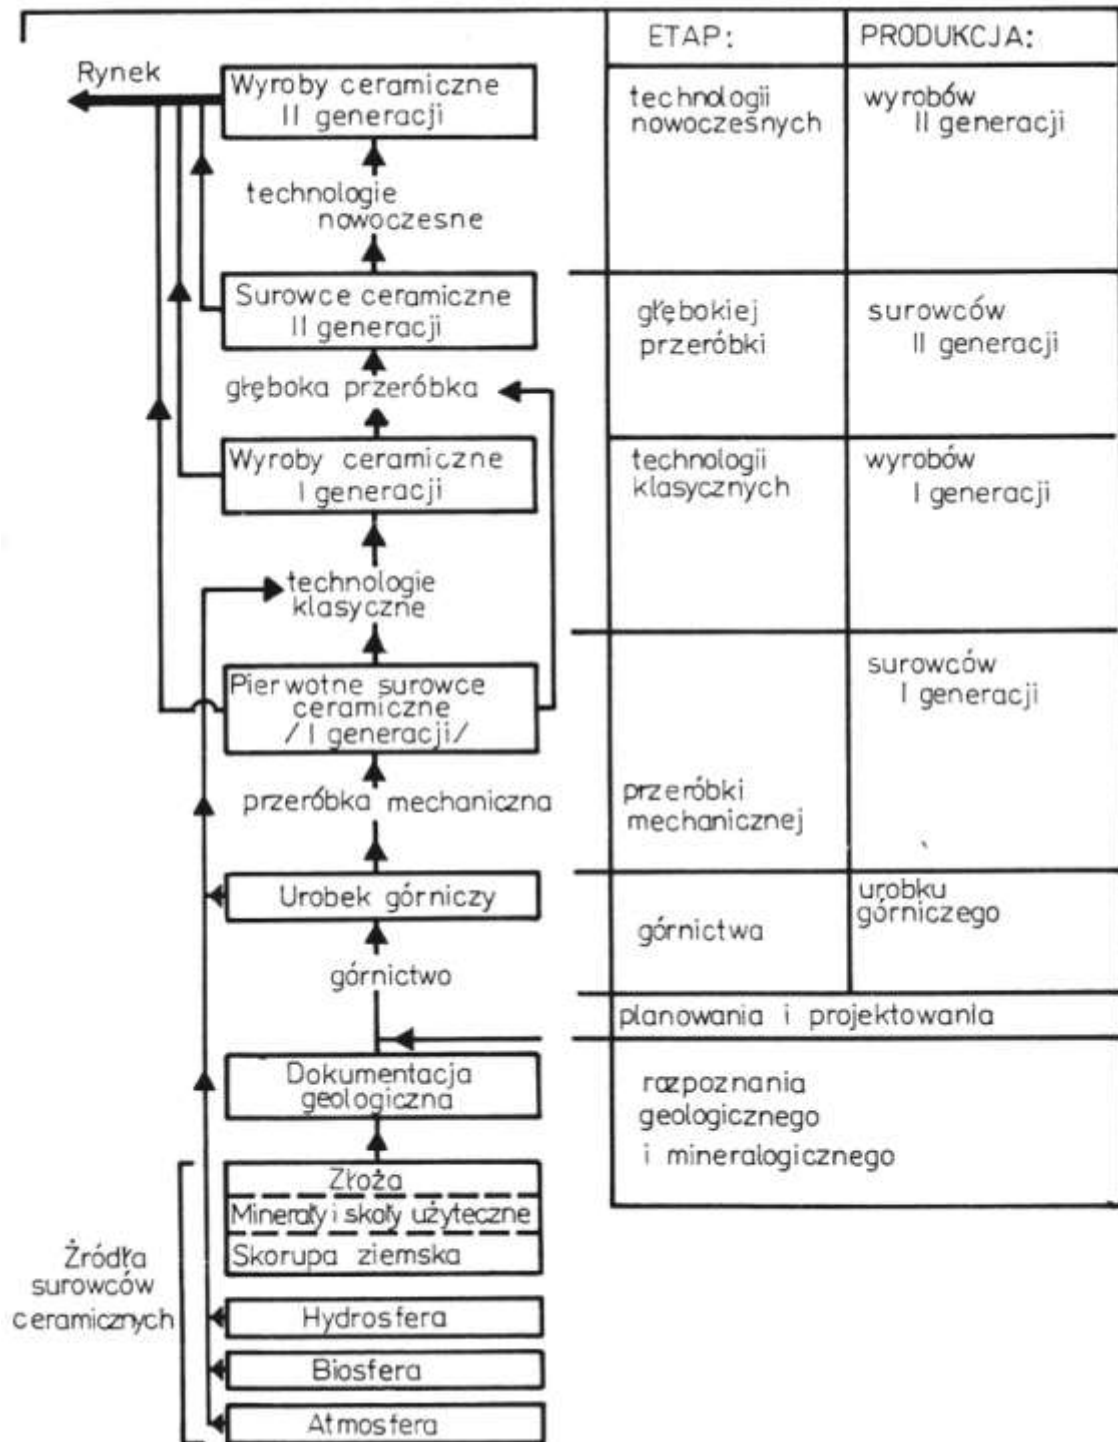 ETAP:
PRODUKCJA:
Rynek
Wyroby ceramiczne
II generacji
technologii
nowoczesnych
wyrobów
II generacji
technologie
nowoczesne
Surowce ceramiczne
II generacji
głębokiej
przeróbki
surowców
II generacji
głęboka przeróbka
Wyroby ceramiczne
I generacji
technologii
klasycznych
wyrobów
I generacji
technologie
klasyczne
Pierwotne surowce
ceramiczne
/I generacji/
surowców
I generacji
przeróbka mechaniczna
przeróbki
mechanicznej
Urobek górniczy
górnictwa
urobku
górniczego
górnictwo
planowania i projektowania
Dokumentacja
geologiczna
rozpoznania
geologicznego
i mineralogicznego
Złoża
Minerały i skały użyteczne
Skorupa ziemska
Źródła
surowców
ceramicznych
Hydrosfera
Biosfera
Atmosfera